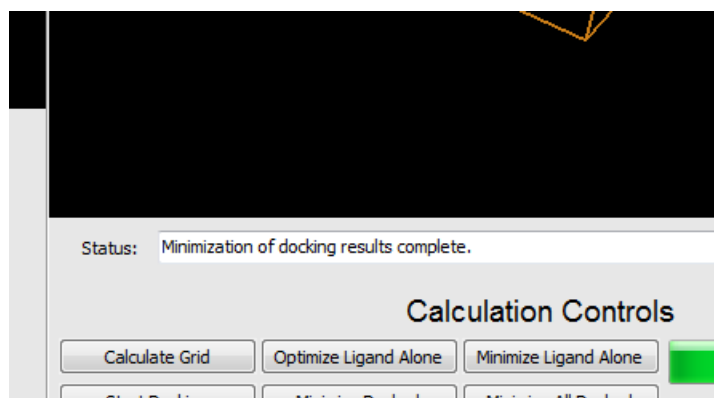 Status: Minimization of docking results complete.
Calculation Controls
Calculate Grid Optimize Ligand Alone Minimize Ligand Alone